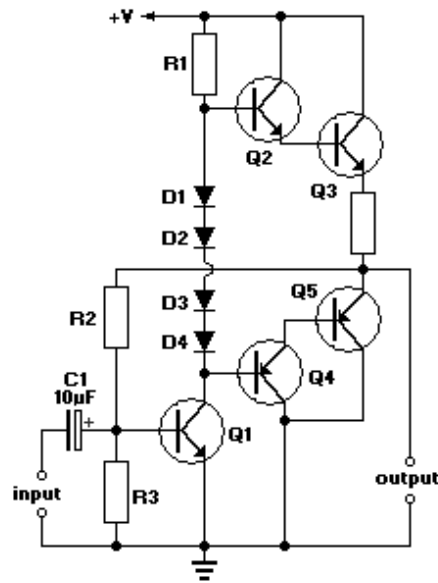 +V
R1
Q2
Q3
D1
D2
D3
Q5
R2
D4
Q4
C1
10µF
+
Q1
input
R3
output